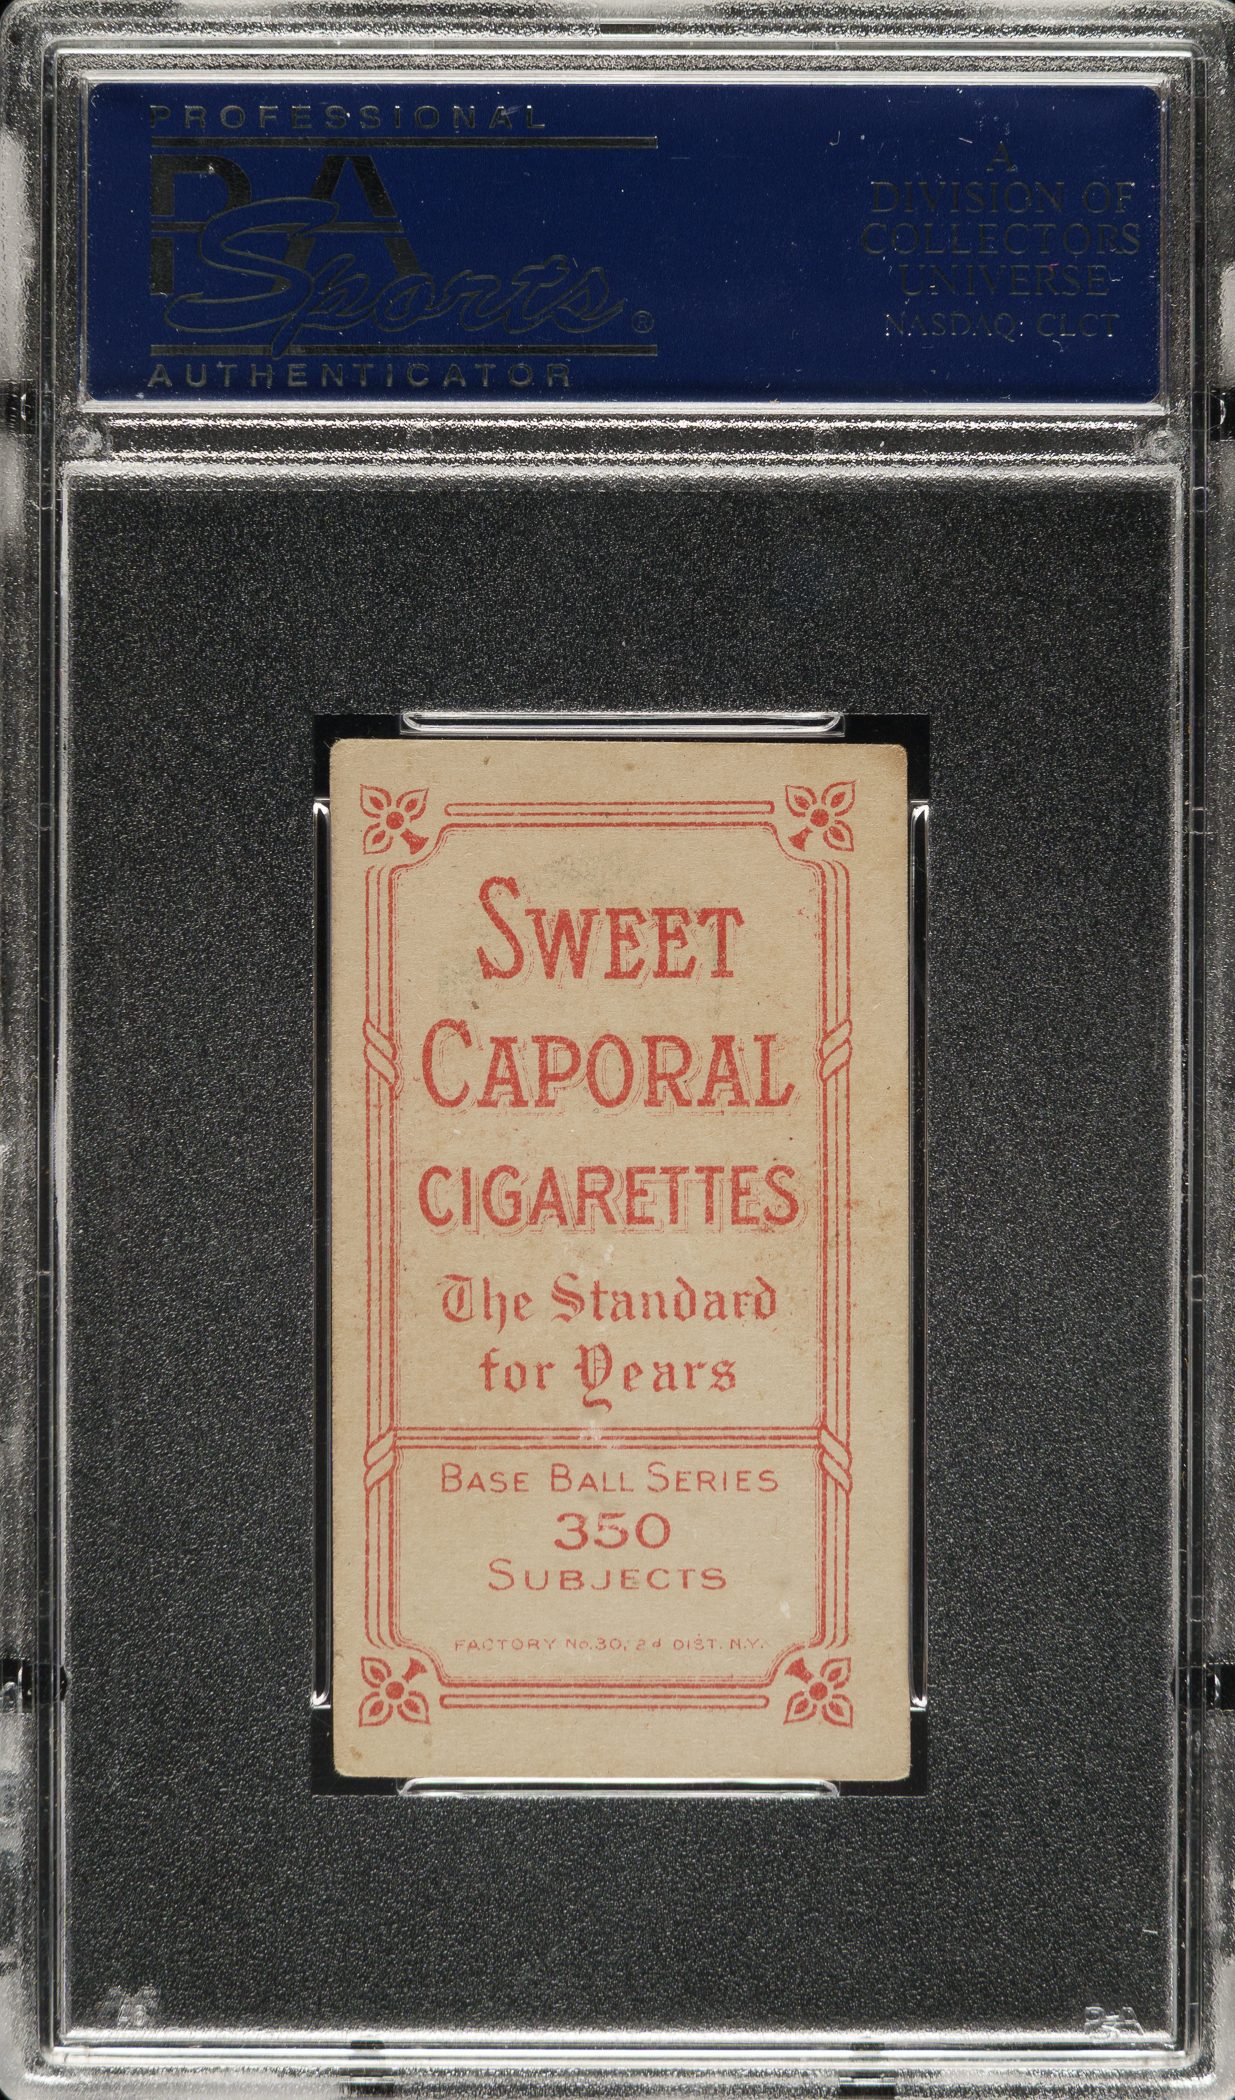 PROFESSIONAL
PSA
Sports®
AUTHENTICATOR
A
DIVISION OF
COLLECTORS
UNIVERSE
NASDAQ: CLCT
SWEET
CAPORAL
CIGARETTES
The Standard
for Years
BASE BALL SERIES
350
SUBJECTS
FACTORY No. 30, 2d DIST. N.Y.
PSA